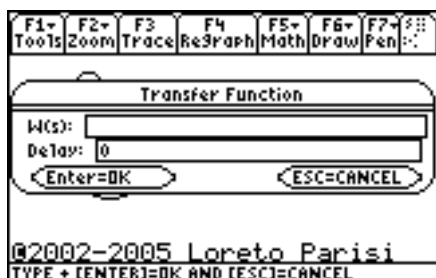 F1 Tools F2 Zoom F3 Trace F4 ReGraph F5 Math F6 Draw F7 Pen
Transfer Function
W(s):
Delay: 0
Enter=OK ESC=CANCEL
@2002-2005 Loreto Parisi
TYPE + [ENTER]=OK AND [ESC]=CANCEL